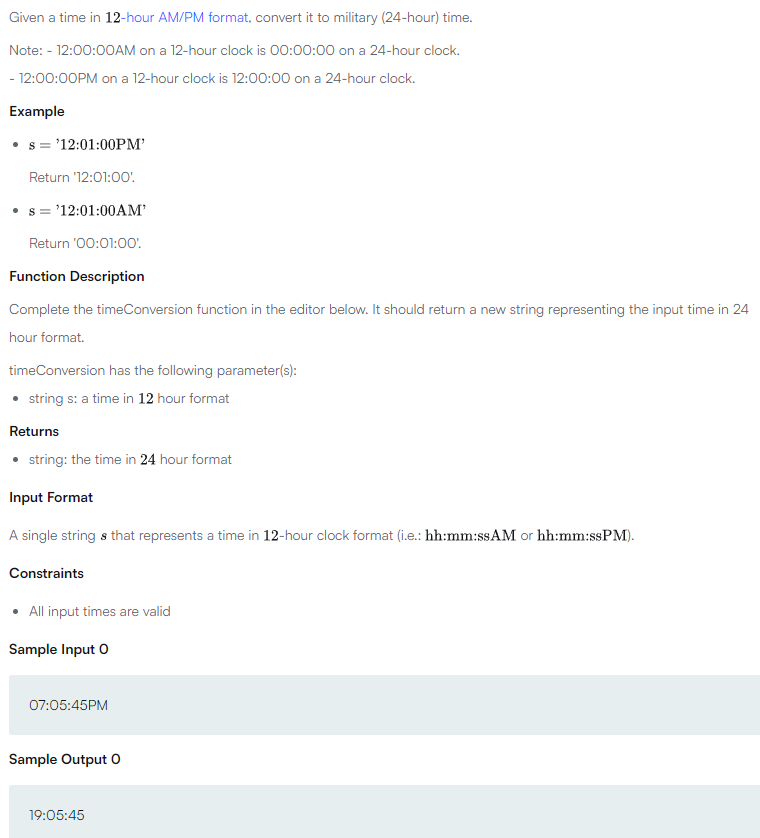 Given a time in 12-hour AM/PM format, convert it to military (24-hour) time.
Note: - 12:00:00AM on a 12-hour clock is 00:00:00 on a 24-hour clock.
- 12:00:00PM on a 12-hour clock is 12:00:00 on a 24-hour clock.
Example
• s = '12:01:00PM'
Return '12:01:00'.
• s = '12:01:00AM'
Return '00:01:00'.
Function Description
Complete the timeConversion function in the editor below. It should return a new string representing the input time in 24
hour format.
timeConversion has the following parameter(s):
• string s: a time in 12 hour format
Returns
• string: the time in 24 hour format
Input Format
A single string s that represents a time in 12-hour clock format (i.e.: hh:mm:ssAM or hh:mm:ssPM).
Constraints
• All input times are valid
Sample Input 0
07:05:45PM
Sample Output 0
19:05:45